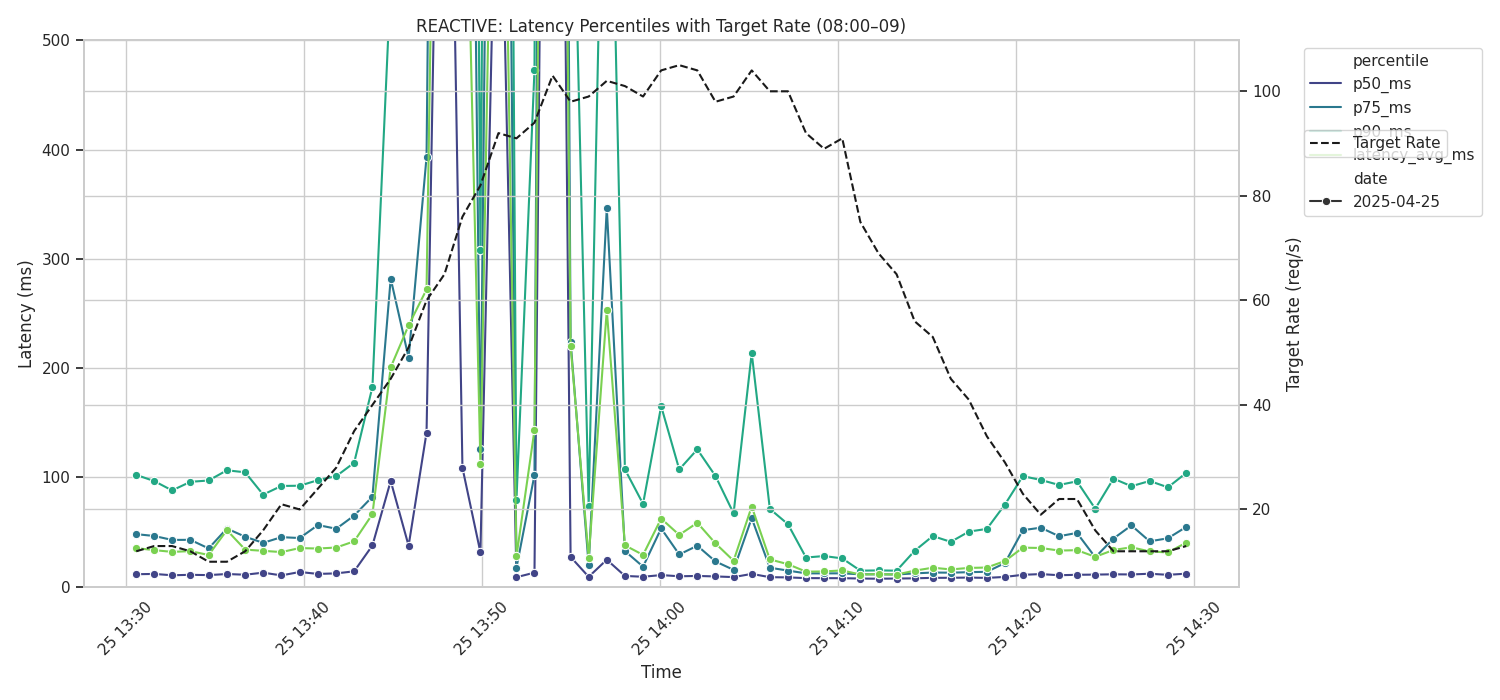 REACTIVE: Latency Percentiles with Target Rate (08:00–09)
500
400
300
200
100
0
Latency (ms)
100
80
60
40
20
Target Rate (req/s)
25 13:30
25 13:40
25 13:50
25 14:00
25 14:10
25 14:20
25 14:30
Time
percentile
p50_ms
p75_ms
p90_ms
Target Rate
latency_avg_ms
date
2025-04-25